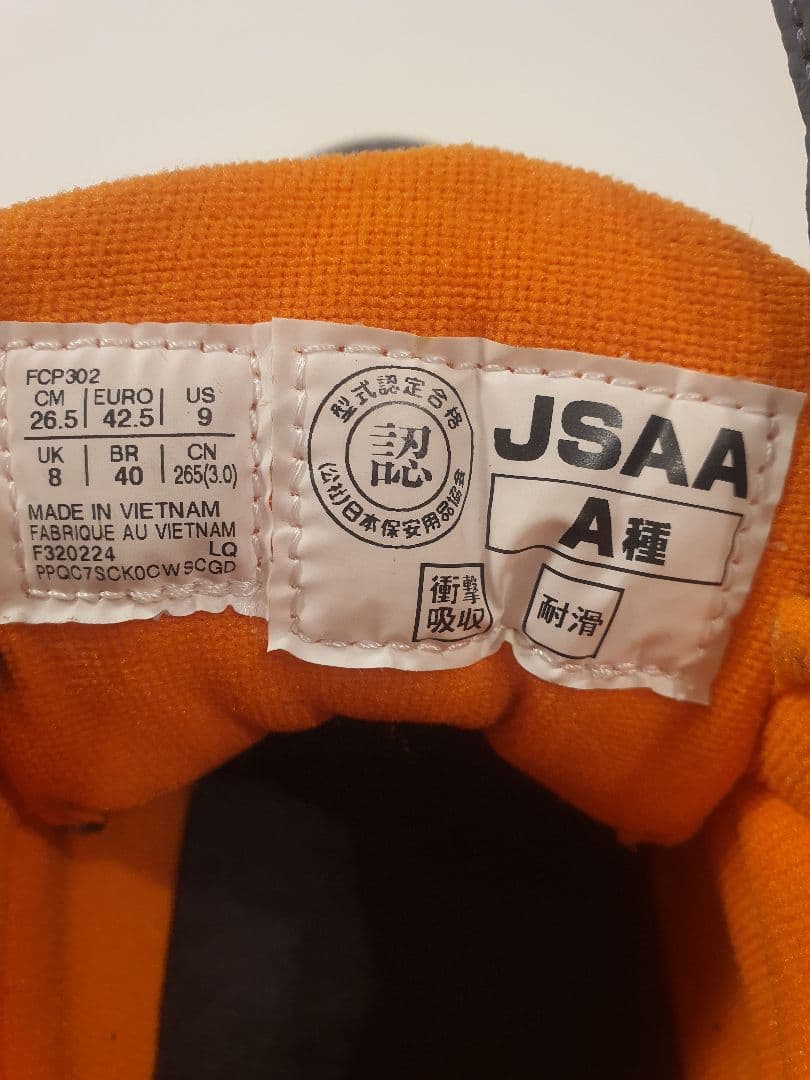 FCP302
CM EURO US
26.5 42.5 9
UK BR CN
8 40 265(3.0)
MADE IN VIETNAM
FABRIQUE AU VIETNAM
F320224 LQ
PPQC7SCK0CW5CGD
型式認定合格
認
(公社)日本保安用品協会
JSAA
A種
衝撃
吸収
耐滑